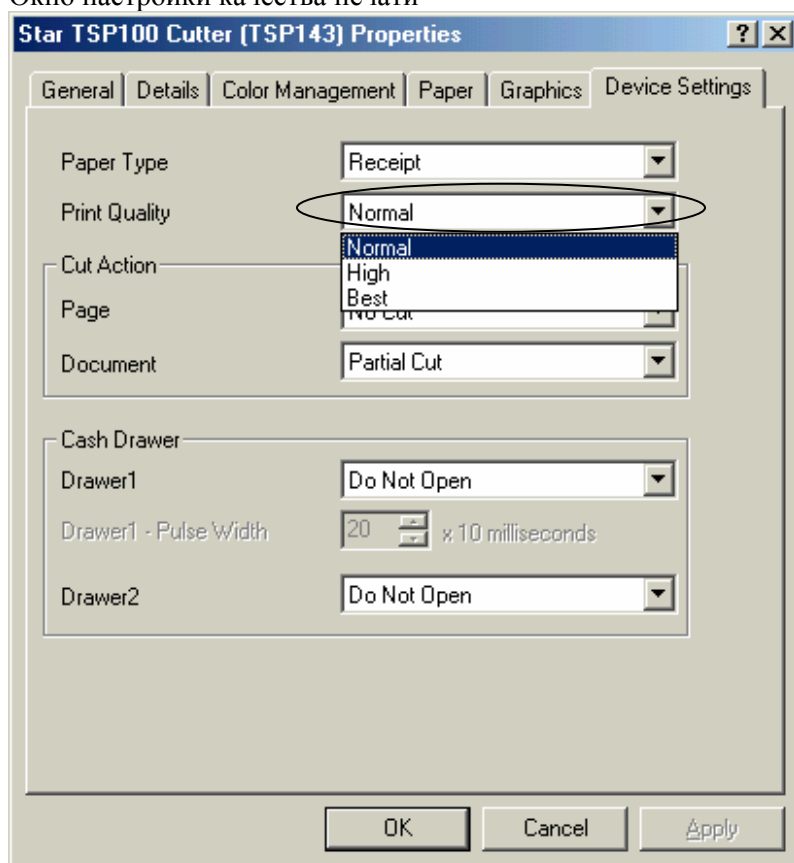 Окно настройки качества печати
Star TSP100 Cutter (TSP143) Properties
General Details Color Management Paper Graphics Device Settings
Paper Type Receipt
Print Quality Normal
Normal
High
Best
Cut Action
Page No Cut
Document Partial Cut
Cash Drawer
Drawer1 Do Not Open
Drawer1 - Pulse Width 20 x 10 milliseconds
Drawer2 Do Not Open
OK Cancel Apply